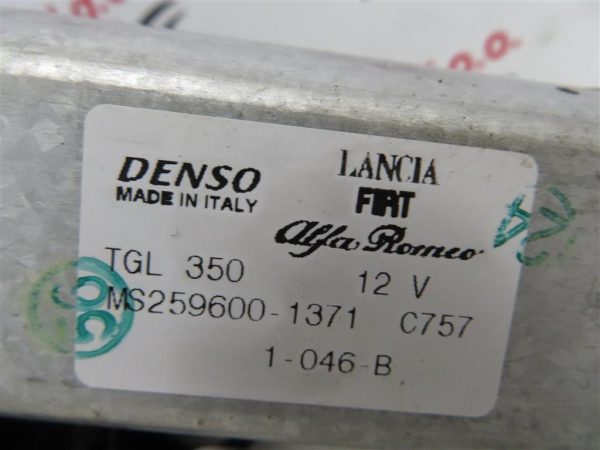 DENSO
MADE IN ITALY
LANCIA
FIAT
Alfa Romeo
TGL 350
12 V
MS259600-1371 C757
1-046-B